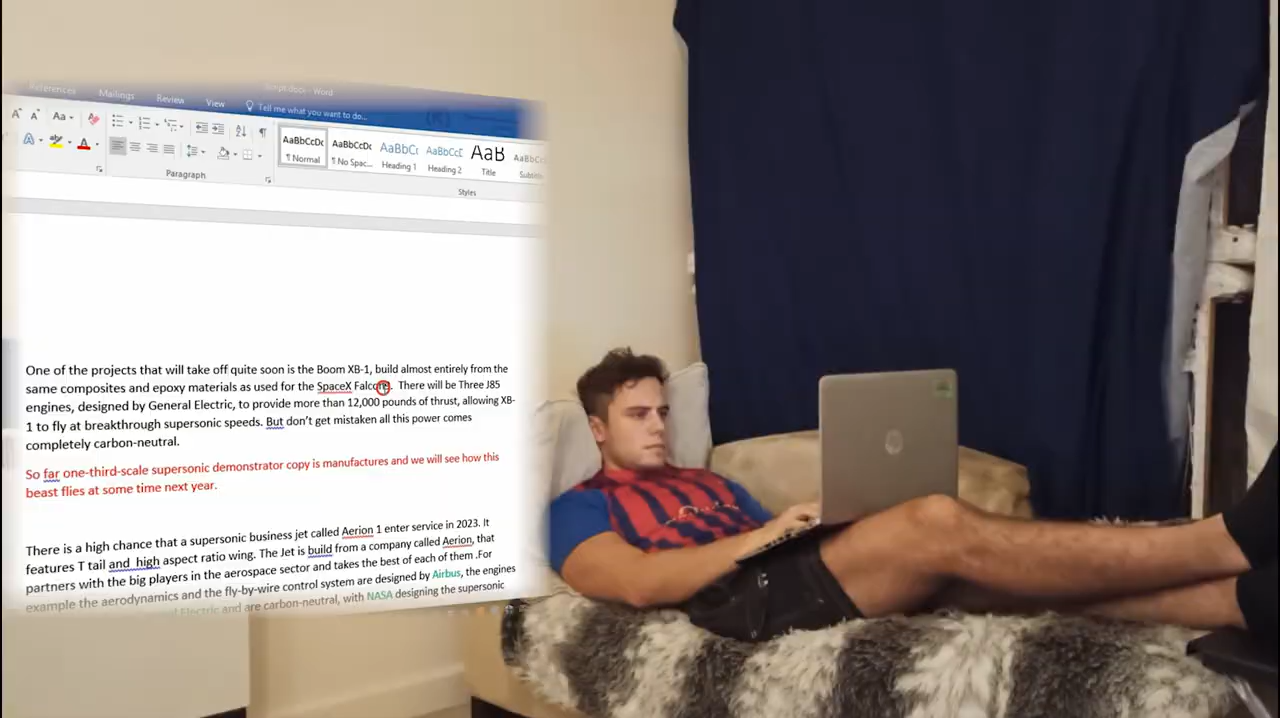 Script.docx - Word
References Mailings Review View Tell me what you want to do...
Aa
AaBbCcDc AaBbCcDc AaBbCc AaBbCcC AaB AaBbCcD
¶ Normal ¶ No Spac... Heading 1 Heading 2 Title
Paragraph Styles
One of the projects that will take off quite soon is the Boom XB-1, build almost entirely from the
same composites and epoxy materials as used for the SpaceX There will be Three J85
engines, designed by General Electric, to provide more than 12,000 pounds of thrust, allowing XB-
1 to fly at breakthrough supersonic speeds. But don't get mistaken all this power comes
completely carbon-neutral.
So far one-third-scale supersonic demonstrator copy is manufactures and we will see how this
beast flies at some time next year.
There is a high chance that a supersonic business jet called Aerion 1 enter service in 2023. It
features T tail and high aspect ratio wing. The Jet is build from a company called Aerion, that
partners with the big players in the aerospace sector and takes the best of each of them .For
example the aerodynamics and the fly-by-wire control system are designed by Airbus, the engines
Electric and are carbon-neutral, with NASA designing the supersonic
hp